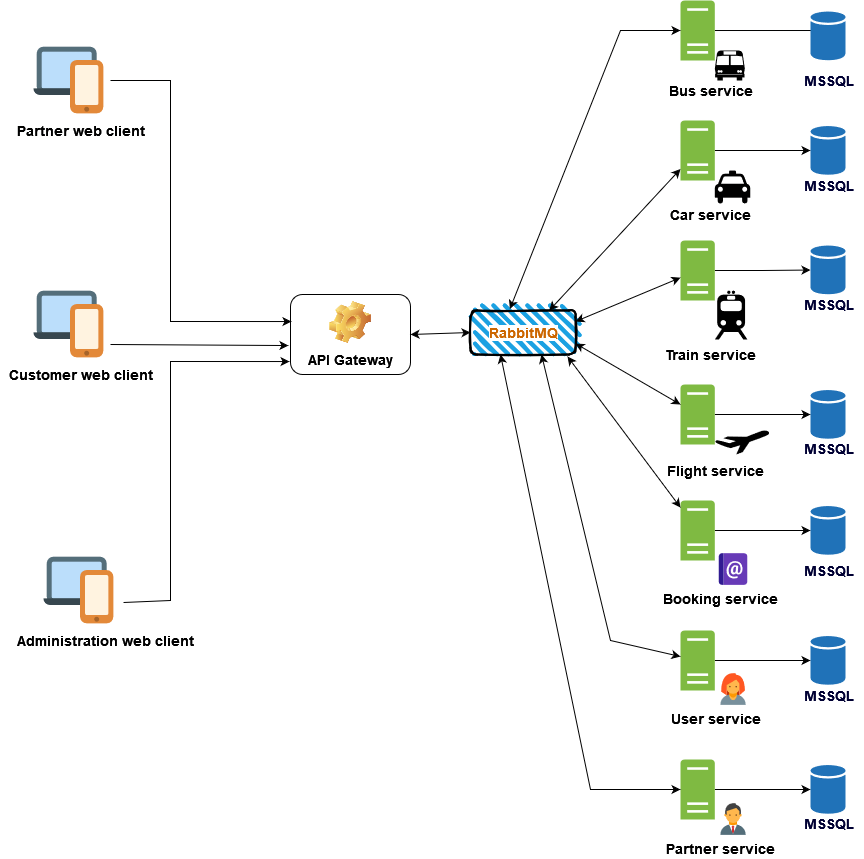 Partner web client
Customer web client
Administration web client
API Gateway
RabbitMQ
Bus service
MSSQL
Car service
MSSQL
Train service
MSSQL
Flight service
MSSQL
@
Booking service
MSSQL
User service
MSSQL
Partner service
MSSQL